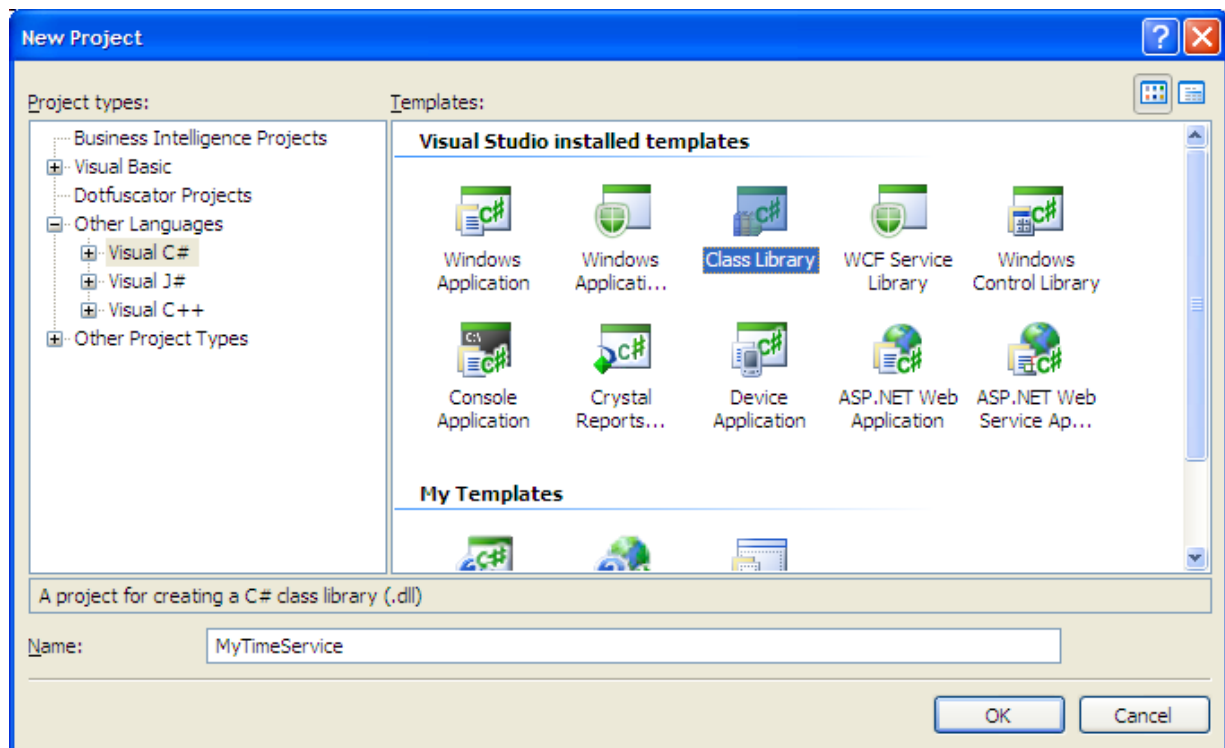 New Project
Project types:
Templates:
Business Intelligence Projects
Visual Basic
Dotfuscator Projects
Other Languages
Visual C#
Visual J#
Visual C++
Other Project Types
Visual Studio installed templates
Windows Application
Windows Applicati...
Class Library
WCF Service Library
Windows Control Library
Console Application
Crystal Reports...
Device Application
ASP.NET Web Application
ASP.NET Web Service Ap...
My Templates
A project for creating a C# class library (.dll)
Name:
MyTimeService
OK
Cancel